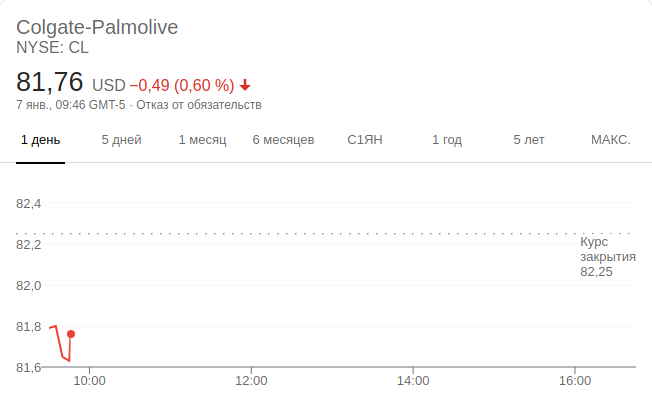 Colgate-Palmolive
NYSE: CL
81,76 USD −0,49 (0,60 %)
7 янв., 09:46 GMT-5 · Отказ от обязательств
1 день 5 дней 1 месяц 6 месяцев С1ЯН 1 год 5 лет МАКС.
82,4
82,2
82,0
81,8
81,6
Курс
закрытия
82,25
10:00 12:00 14:00 16:00